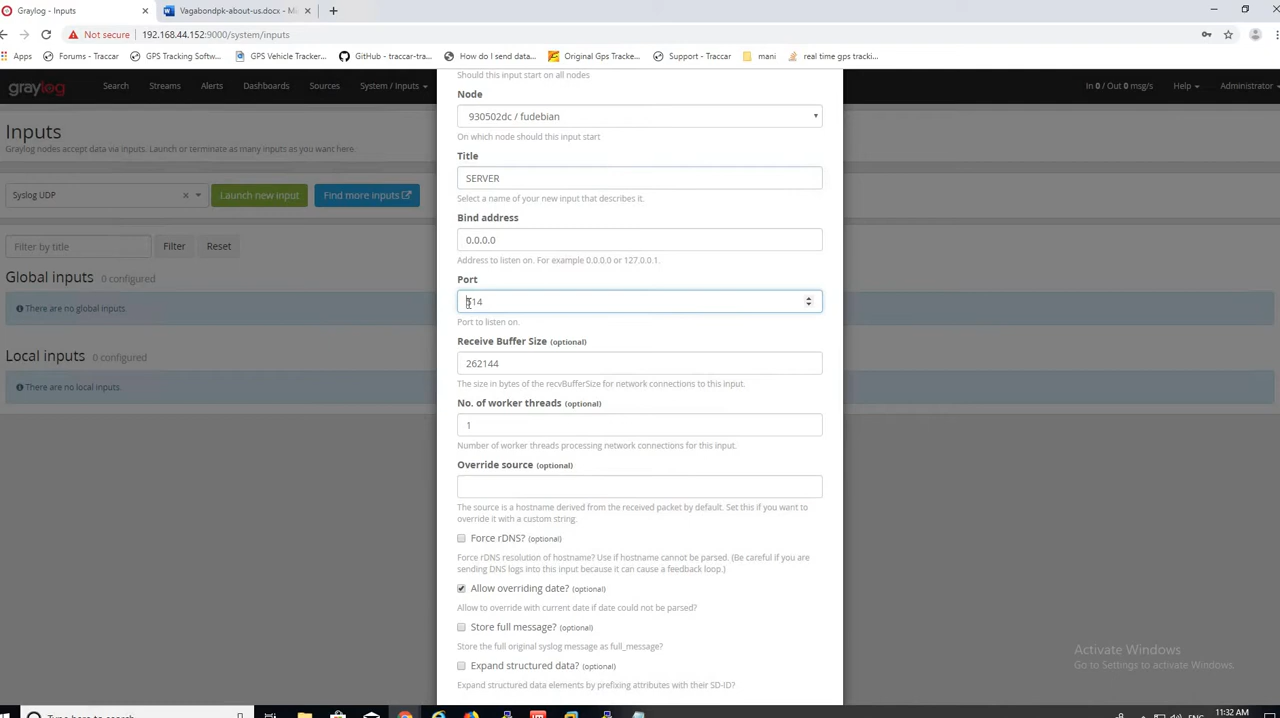 Graylog - Inputs
Vagabondpk-about-us.docx - Mi
Not secure
192.168.44.152:9000/system/inputs
Apps
Forums - Traccar
GPS Tracking Softw...
GPS Vehicle Tracker...
GitHub - traccar-tra...
How do I send data...
Original Gps Tracke...
Support - Traccar
mani
real time gps tracki...
graylog
Search
Streams
Alerts
Dashboards
Sources
System / Inputs
In 0 / Out 0 msg/s
Help
Administrator
Should this input start on all nodes
Inputs
Graylog nodes accept data via inputs. Launch or terminate as many inputs as you want here.
Syslog UDP
Launch new input
Find more inputs
Filter by title
Filter
Reset
Global inputs 0 configured
There are no global inputs.
Local inputs 0 configured
There are no local inputs.
Node
930502dc / fudebian
On which node should this input start
Title
SERVER
Select a name of your new input that describes it.
Bind address
0.0.0.0
Address to listen on. For example 0.0.0.0 or 127.0.0.1.
Port
514
Port to listen on.
Receive Buffer Size (optional)
262144
The size in bytes of the recvBufferSize for network connections to this input.
No. of worker threads (optional)
1
Number of worker threads processing network connections for this input.
Override source (optional)
The source is a hostname derived from the received packet by default. Set this if you want to
override it with a custom string.
Force rDNS? (optional)
Force rDNS resolution of hostname? Use if hostname cannot be parsed. (Be careful if you are
sending DNS logs into this input because it can cause a feedback loop.)
Allow overriding date? (optional)
Allow to override with current date if date could not be parsed?
Store full message? (optional)
Store the full original syslog message as full_message?
Expand structured data? (optional)
Expand structured data elements by prefixing attributes with their SD-ID?
Activate Windows
Go to Settings to activate Windows.
Type here to search
ENG
11:32 AM